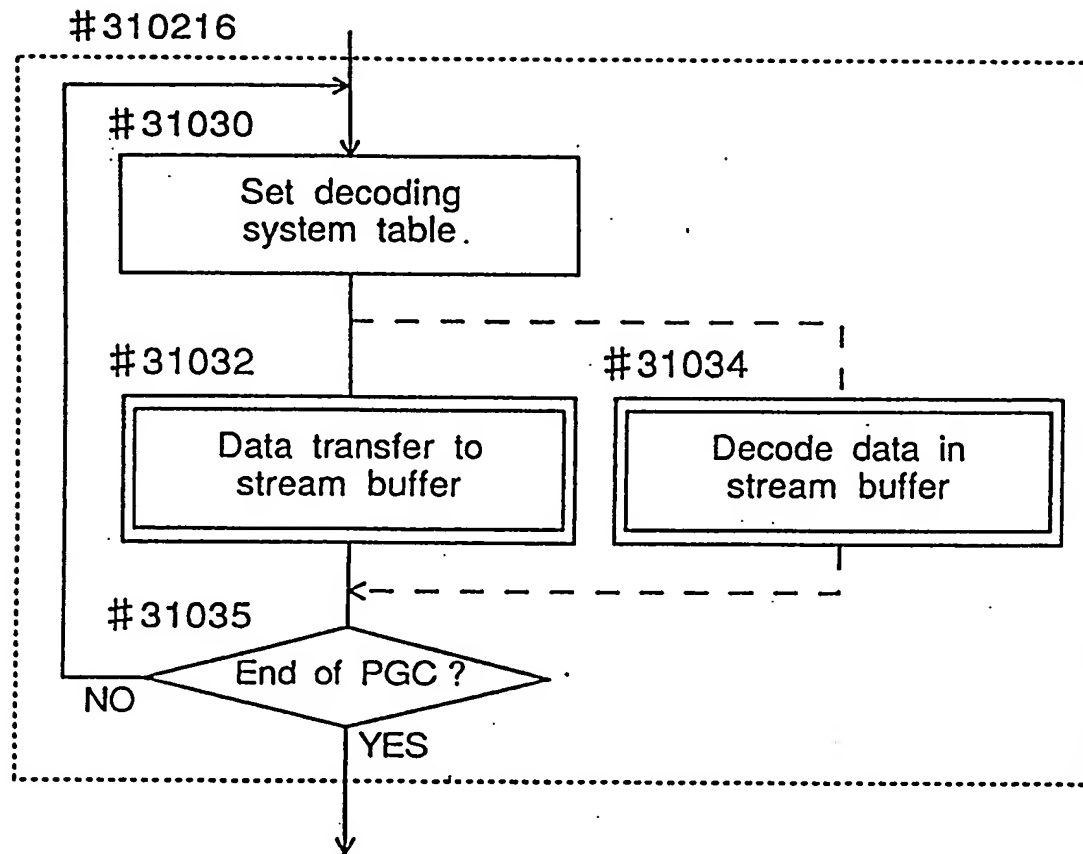 #310216
#31030
Set decoding
system table.
#31032
#31034
Data transfer to
stream buffer
Decode data in
stream buffer
#31035
End of PGC ?
NO
YES